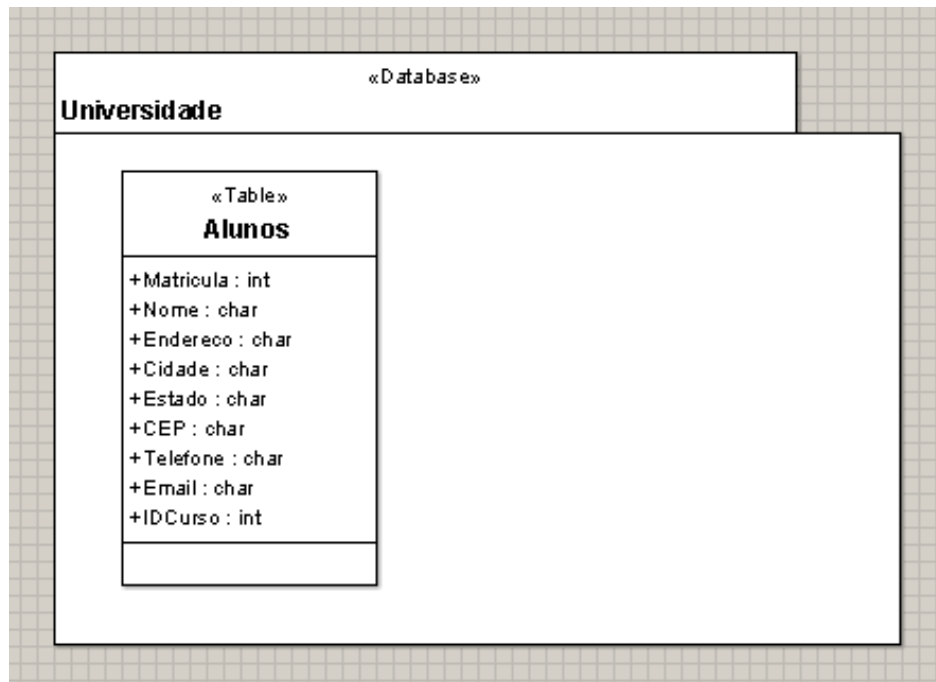 «Database»
Universidade
«Table»
Alunos
+Matricula : int
+Nome : char
+Endereco : char
+Cidade : char
+Estado : char
+CEP : char
+Telefone : char
+Email : char
+IDCurso : int